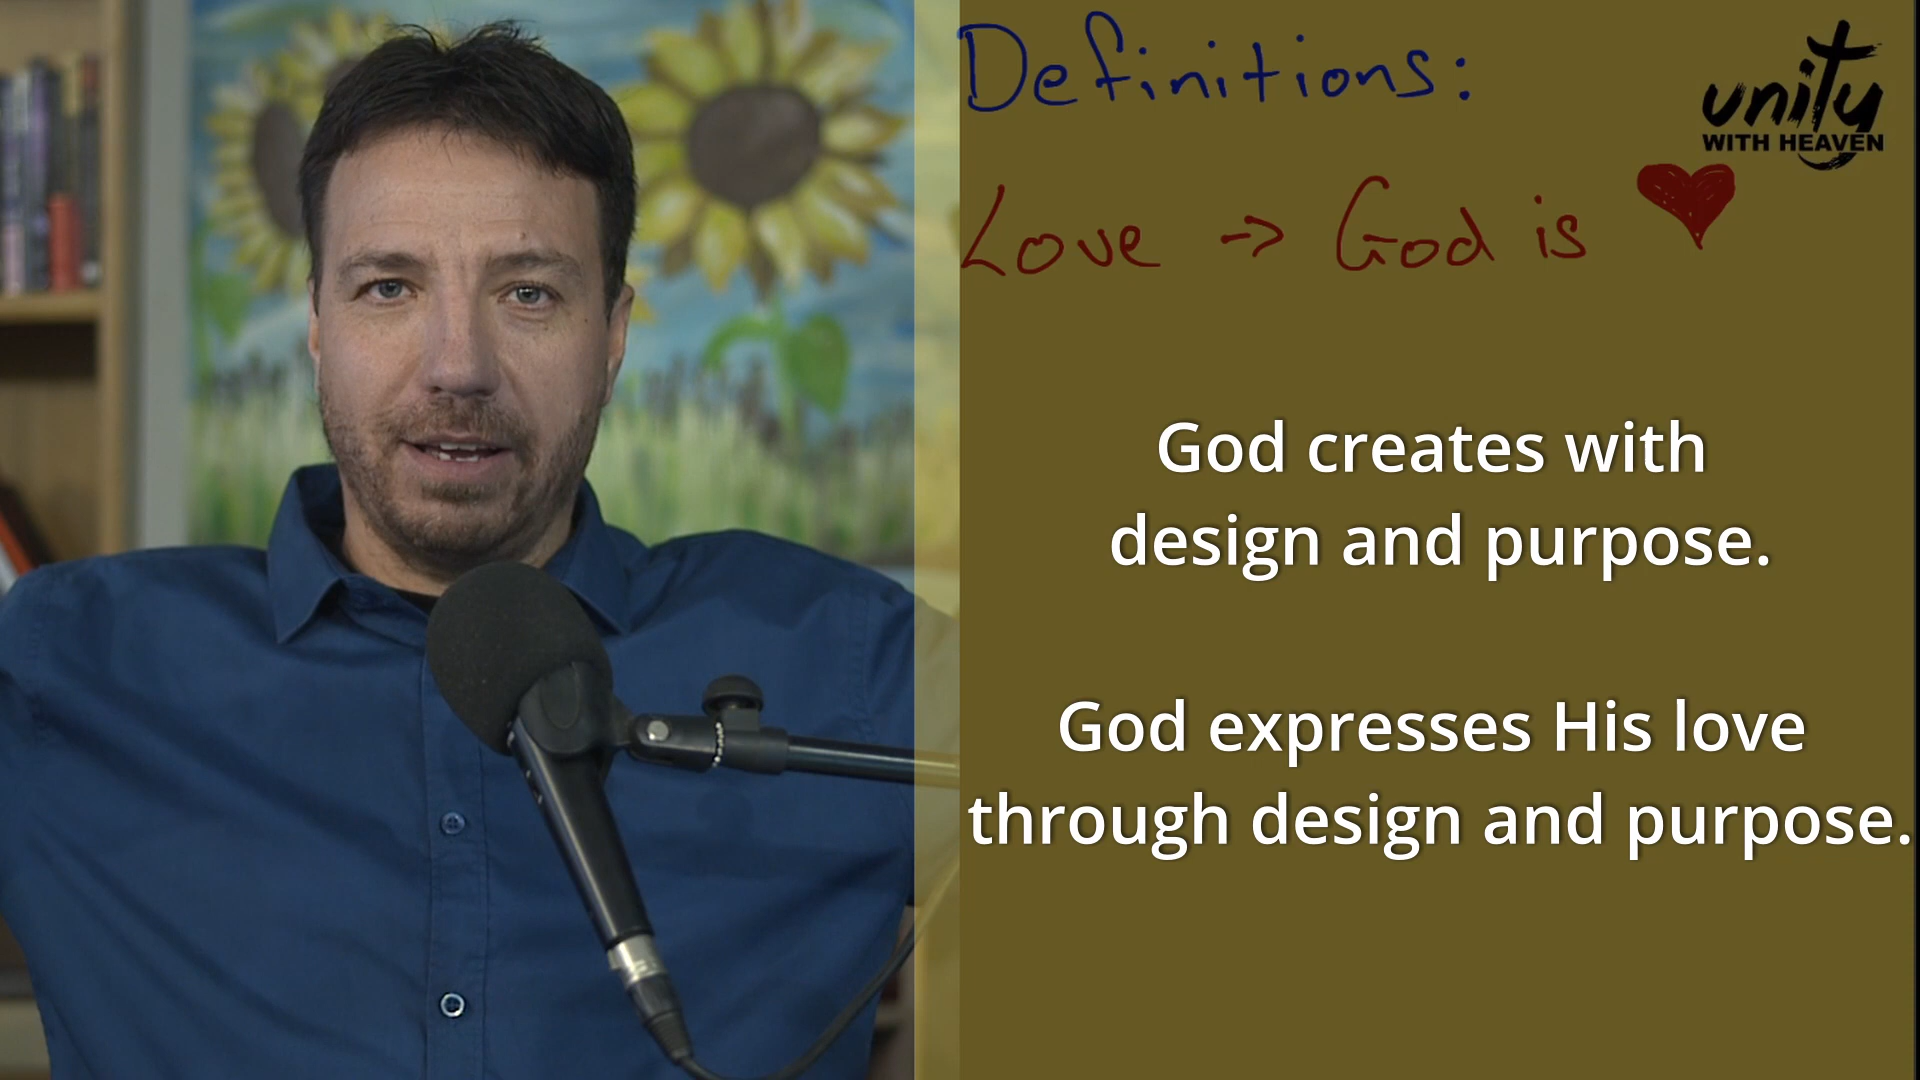 Definitions:
unity
WITH HEAVEN
Love → God is ♥
God creates with
design and purpose.
God expresses His love
through design and purpose.